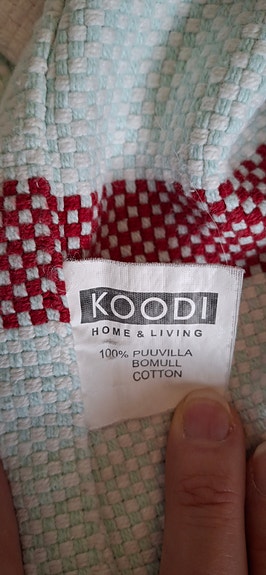 KOODI
HOME & LIVING
100% PUUVILLA
BOMULL
COTTON